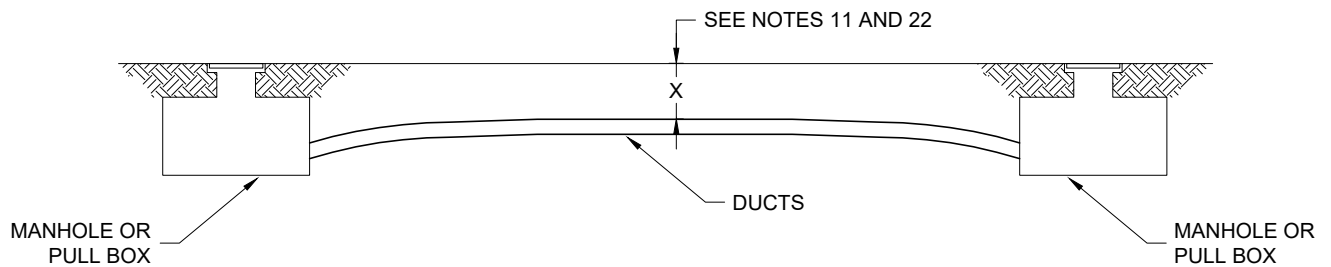 SEE NOTES 11 AND 22
X
DUCTS
MANHOLE OR
PULL BOX
MANHOLE OR
PULL BOX